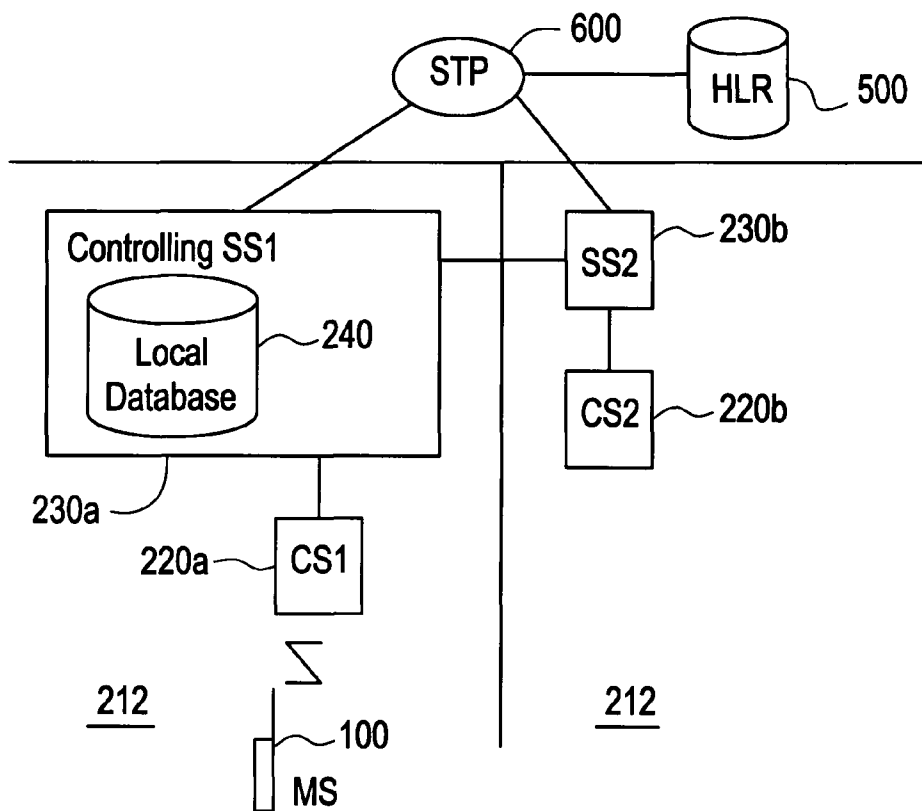 600
STP
HLR
500
Controlling SS1
230b
SS2
240
Local
Database
CS2
220b
230a
220a
CS1
212
212
100
MS